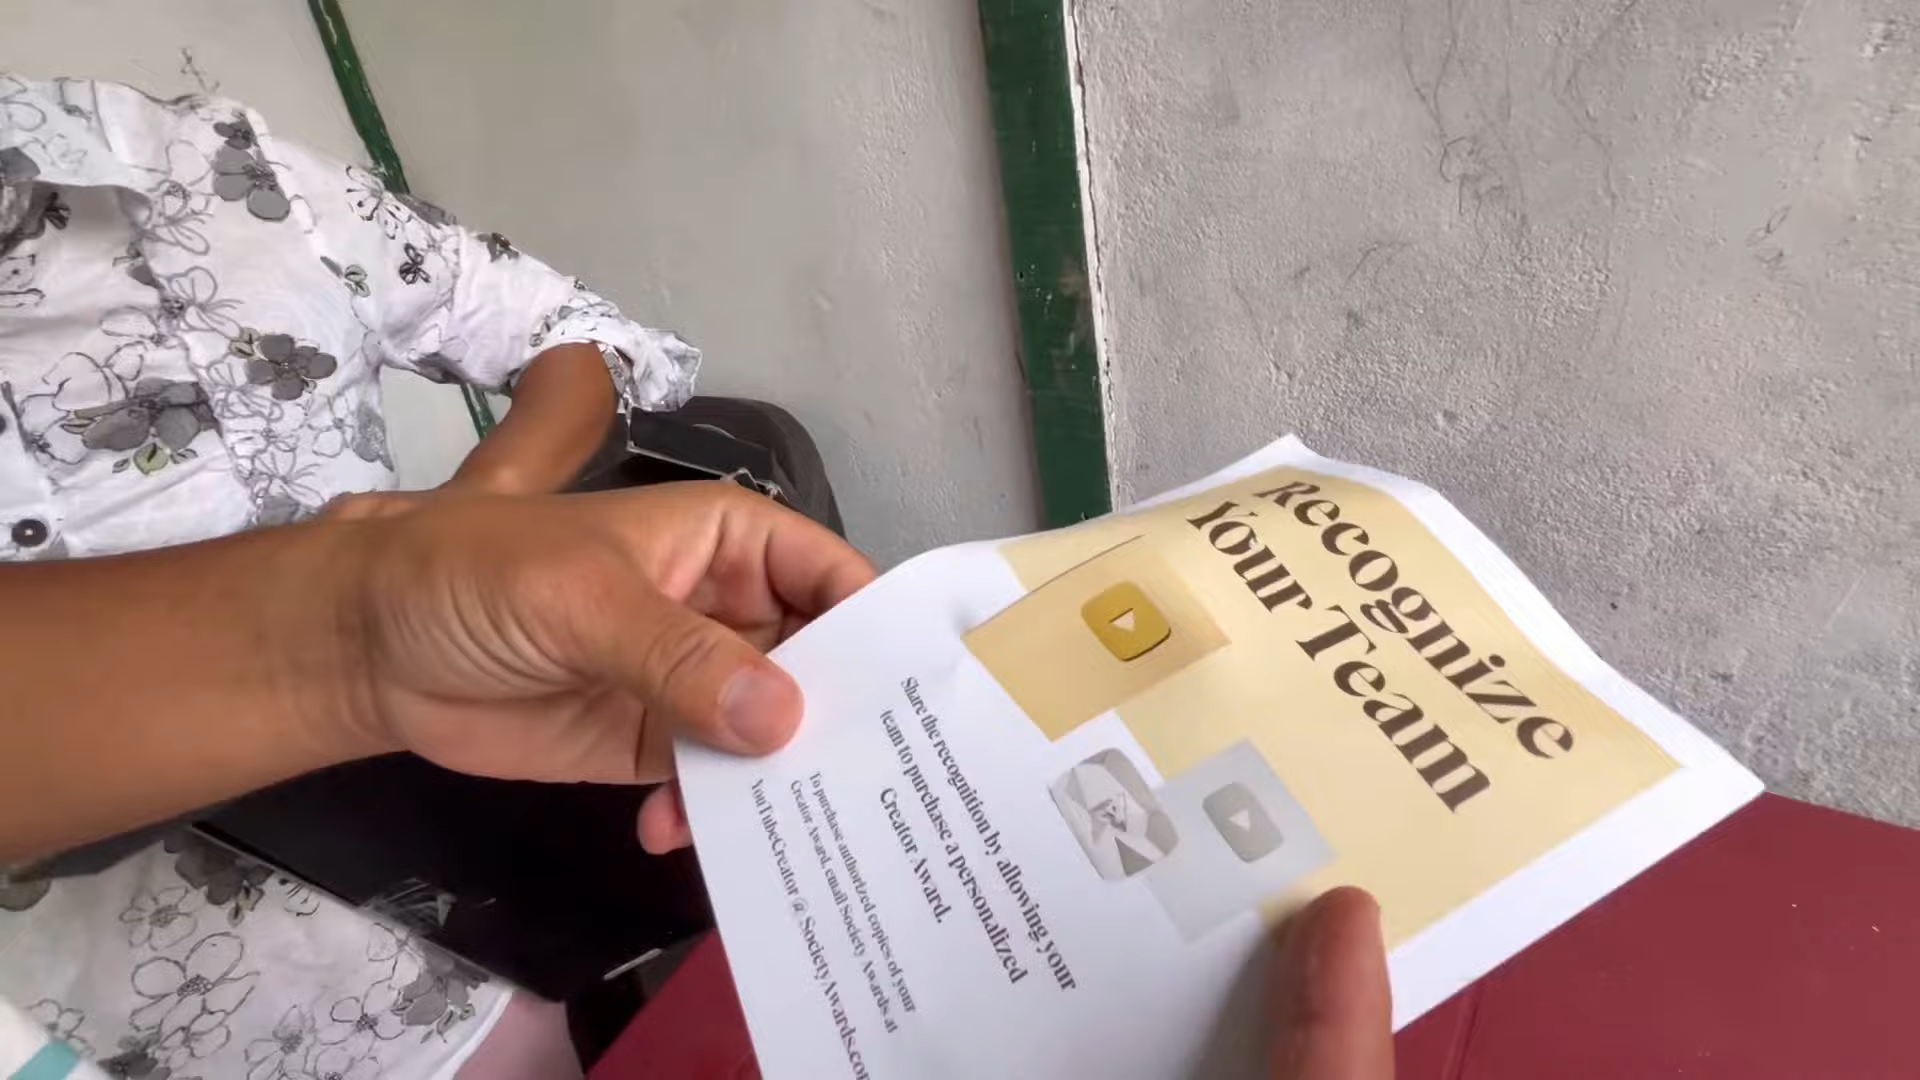 Recognize
Your Team
Share the recognition by allowing your
team to purchase a personalized
Creator Award.
To purchase authorized copies of your
Creator Award, email Society Awards at
YouTubeCreator @ SocietyAwards.com